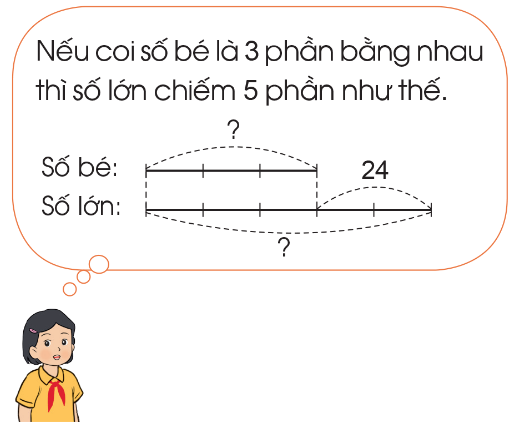 Nếu coi số bé là 3 phần bằng nhau
thì số lớn chiếm 5 phần như thế.
?
Số bé:
24
Số lớn:
?